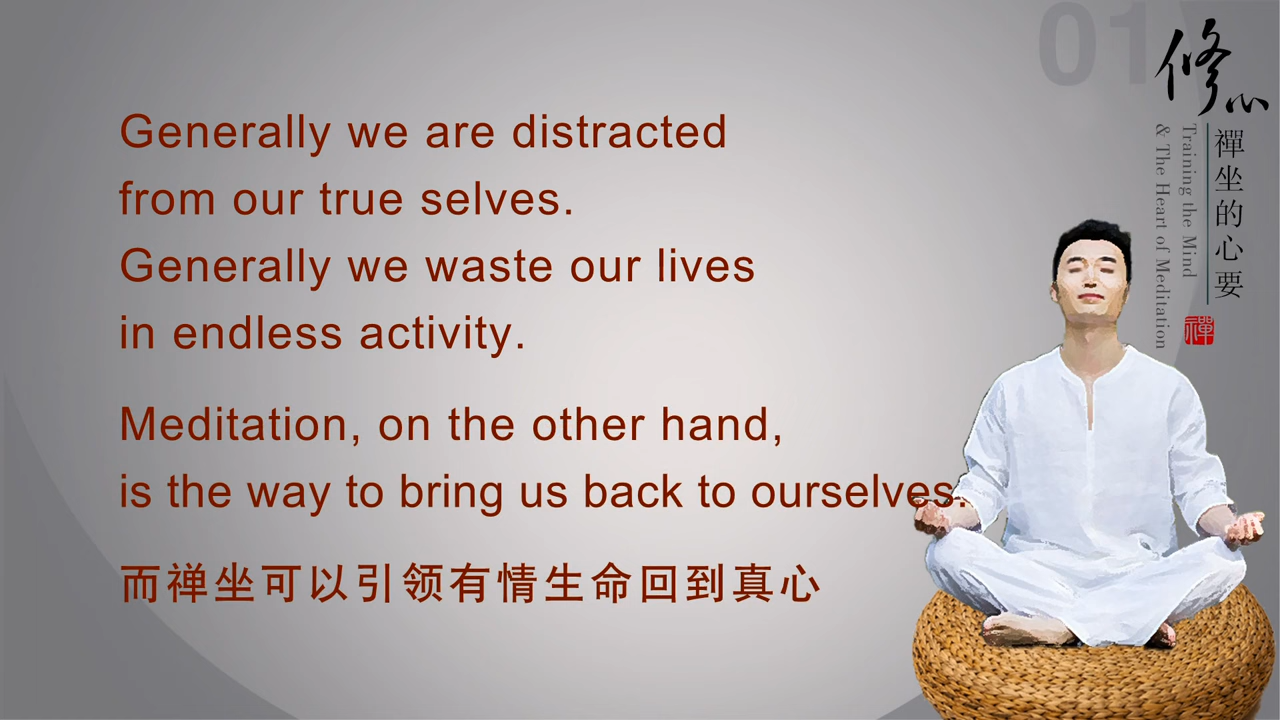 Generally we are distracted
from our true selves.
Generally we waste our lives
in endless activity.
Meditation, on the other hand,
is the way to bring us back to ourselves.
而禅坐可以引领有情生命回到真心
01
修心
禪坐的心要
Training the Mind
& The Heart of Meditation
禪